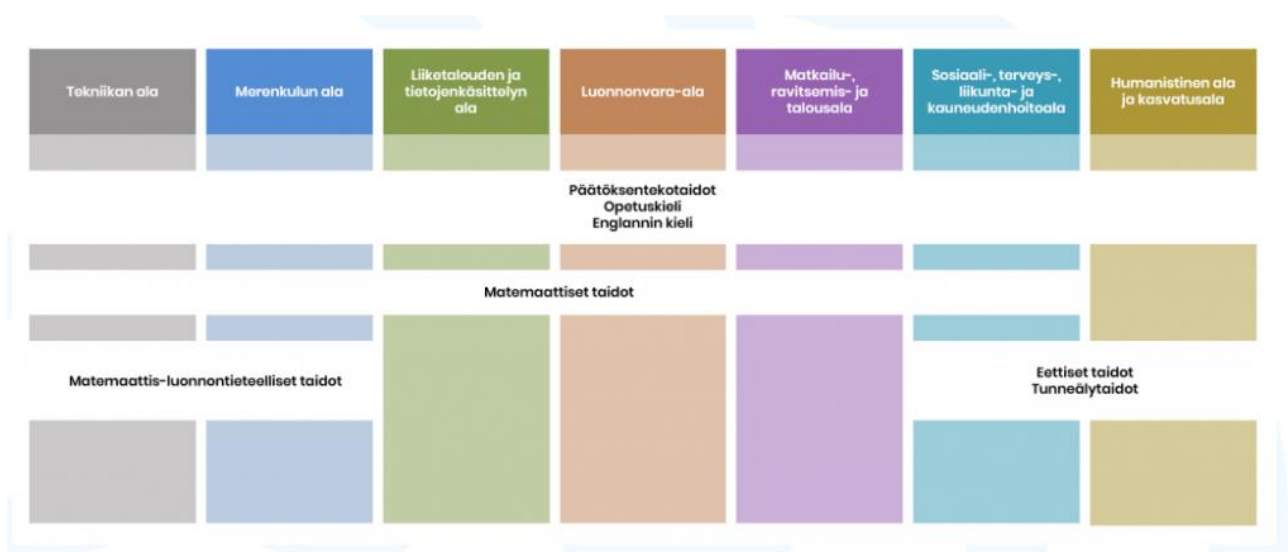 Tekniikan ala
Merenkulun ala
Liiketalouden ja
tietojenkäsittelyn
ala
Luonnonvara-ala
Matkailu-,
ravitsemis- ja
talousala
Sosiaali-, terveys-,
liikunta- ja
kauneudenhoitoala
Humanistinen ala
ja kasvatusala
Päätöksentekotaidot
Opetuskieli
Englannin kieli
Matemaattiset taidot
Matemaattis-luonnontieteelliset taidot
Eettiset taidot
Tunneälytaidot